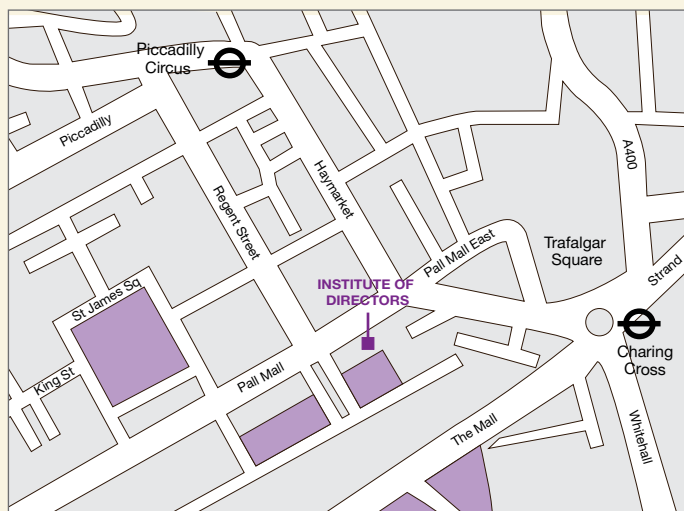 Piccadilly
Circus
Piccadilly
A400
Haymarket
Regent Street
Pall Mall East
Trafalgar
Square
Strand
St James Sq
INSTITUTE OF
DIRECTORS
Charing
Cross
King St
Pall Mall
The Mall
Whitehall